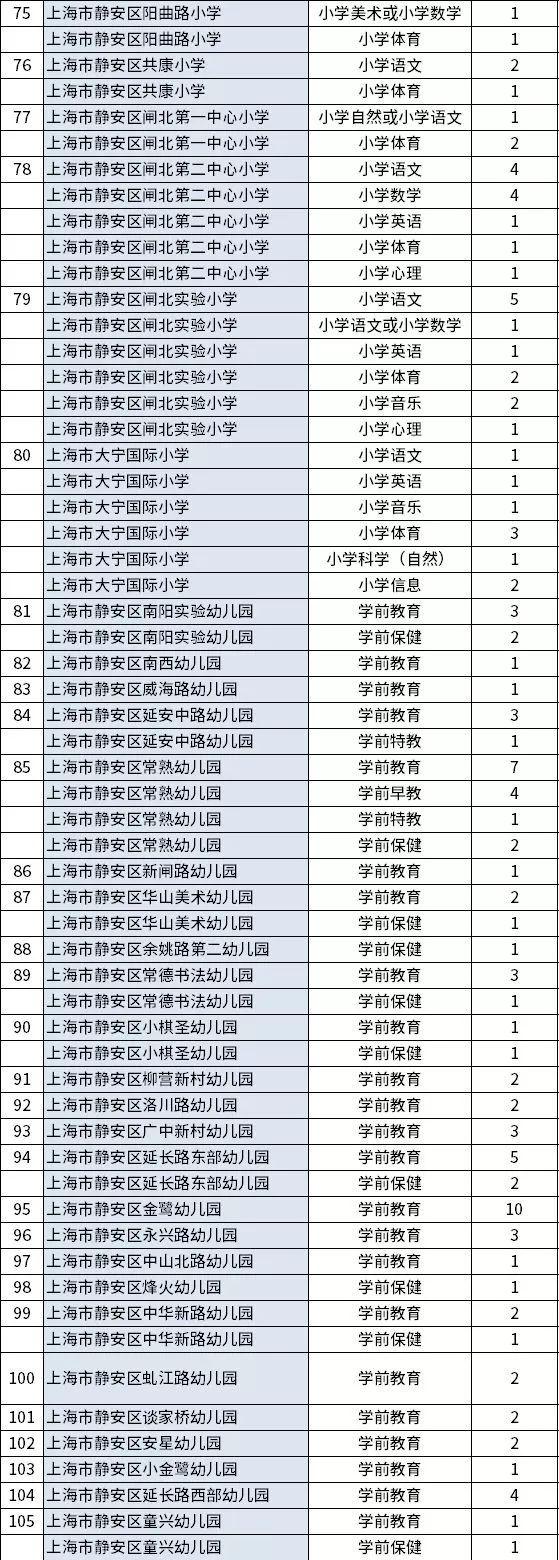 75 上海市静安区阳曲路小学 小学美术或小学数学 1
上海市静安区阳曲路小学 小学体育 1
76 上海市静安区共康小学 小学语文 2
上海市静安区共康小学 小学体育 1
77 上海市静安区闸北第一中心小学 小学自然或小学语文 1
上海市静安区闸北第一中心小学 小学体育 2
78 上海市静安区闸北第二中心小学 小学语文 4
上海市静安区闸北第二中心小学 小学数学 4
上海市静安区闸北第二中心小学 小学英语 1
上海市静安区闸北第二中心小学 小学体育 1
上海市静安区闸北第二中心小学 小学心理 1
79 上海市静安区闸北实验小学 小学语文 5
上海市静安区闸北实验小学 小学语文或小学数学 1
上海市静安区闸北实验小学 小学英语 1
上海市静安区闸北实验小学 小学体育 2
上海市静安区闸北实验小学 小学音乐 2
上海市静安区闸北实验小学 小学心理 1
80 上海市大宁国际小学 小学语文 1
上海市大宁国际小学 小学英语 1
上海市大宁国际小学 小学音乐 1
上海市大宁国际小学 小学体育 3
上海市大宁国际小学 小学科学（自然） 1
上海市大宁国际小学 小学信息 2
81 上海市静安区南阳实验幼儿园 学前教育 3
上海市静安区南阳实验幼儿园 学前保健 2
82 上海市静安区南西幼儿园 学前教育 1
83 上海市静安区威海路幼儿园 学前教育 1
84 上海市静安区延安中路幼儿园 学前教育 3
上海市静安区延安中路幼儿园 学前特教 1
85 上海市静安区常熟幼儿园 学前教育 7
上海市静安区常熟幼儿园 学前早教 4
上海市静安区常熟幼儿园 学前特教 1
上海市静安区常熟幼儿园 学前保健 2
86 上海市静安区新闸路幼儿园 学前教育 1
87 上海市静安区华山美术幼儿园 学前教育 2
上海市静安区华山美术幼儿园 学前保健 1
88 上海市静安区余姚路第二幼儿园 学前保健 1
89 上海市静安区常德书法幼儿园 学前教育 3
上海市静安区常德书法幼儿园 学前保健 1
90 上海市静安区小棋圣幼儿园 学前教育 1
上海市静安区小棋圣幼儿园 学前保健 1
91 上海市静安区柳营新村幼儿园 学前教育 2
92 上海市静安区洛川路幼儿园 学前教育 2
93 上海市静安区广中新村幼儿园 学前教育 3
94 上海市静安区延长路东部幼儿园 学前教育 5
上海市静安区延长路东部幼儿园 学前保健 2
95 上海市静安区金鹭幼儿园 学前教育 10
96 上海市静安区永兴路幼儿园 学前教育 3
97 上海市静安区中山北路幼儿园 学前教育 1
98 上海市静安区烽火幼儿园 学前保健 1
99 上海市静安区中华新路幼儿园 学前教育 2
上海市静安区中华新路幼儿园 学前保健 1
100 上海市静安区虬江路幼儿园 学前教育 2
101 上海市静安区谈家桥幼儿园 学前教育 2
102 上海市静安区安星幼儿园 学前教育 2
103 上海市静安区小金鹭幼儿园 学前教育 1
104 上海市静安区延长路西部幼儿园 学前教育 4
105 上海市静安区童兴幼儿园 学前教育 1
上海市静安区童兴幼儿园 学前保健 1